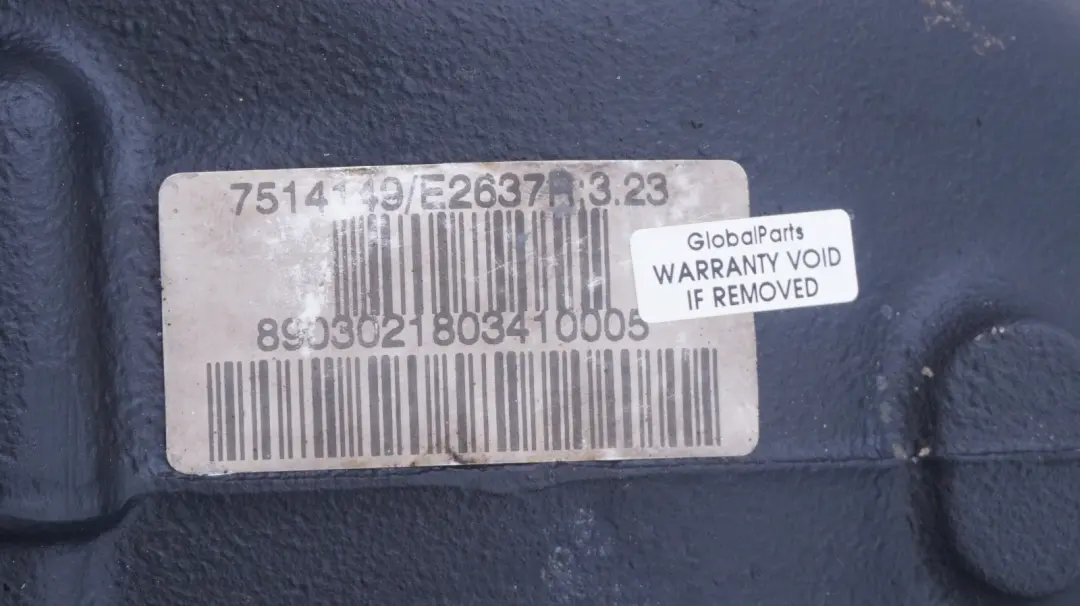 7514149/E2637R:3.23
8903021803410005
GlobalParts
WARRANTY VOID
IF REMOVED